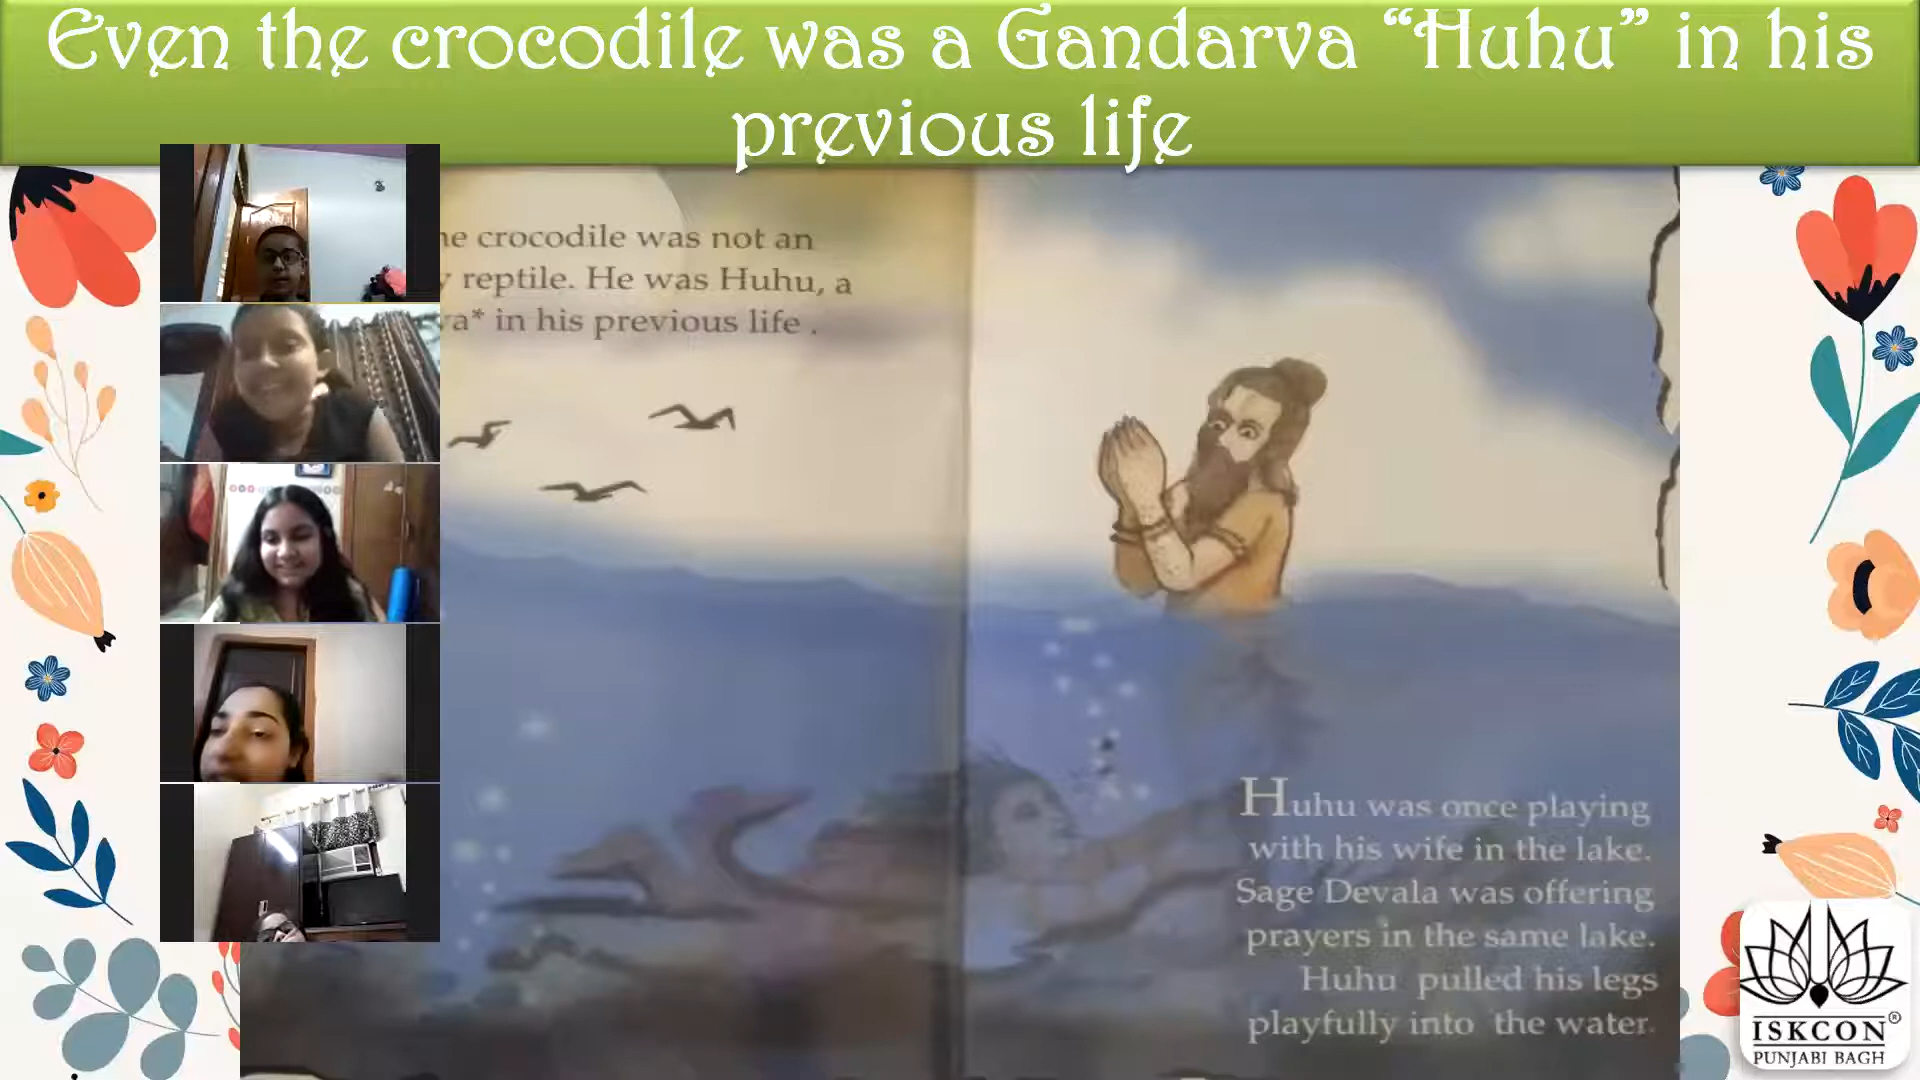 Even the crocodile was a Gandarva “Huhu” in his
previous life
crocodile was not an
reptile. He was Huhu, a
in his previous life .
Huhu was once playing
with his wife in the lake.
Sage Devala was offering
prayers in the same lake.
Huhu pulled his legs
playfully into the water.
ISKCON®
PUNJABI BAGH